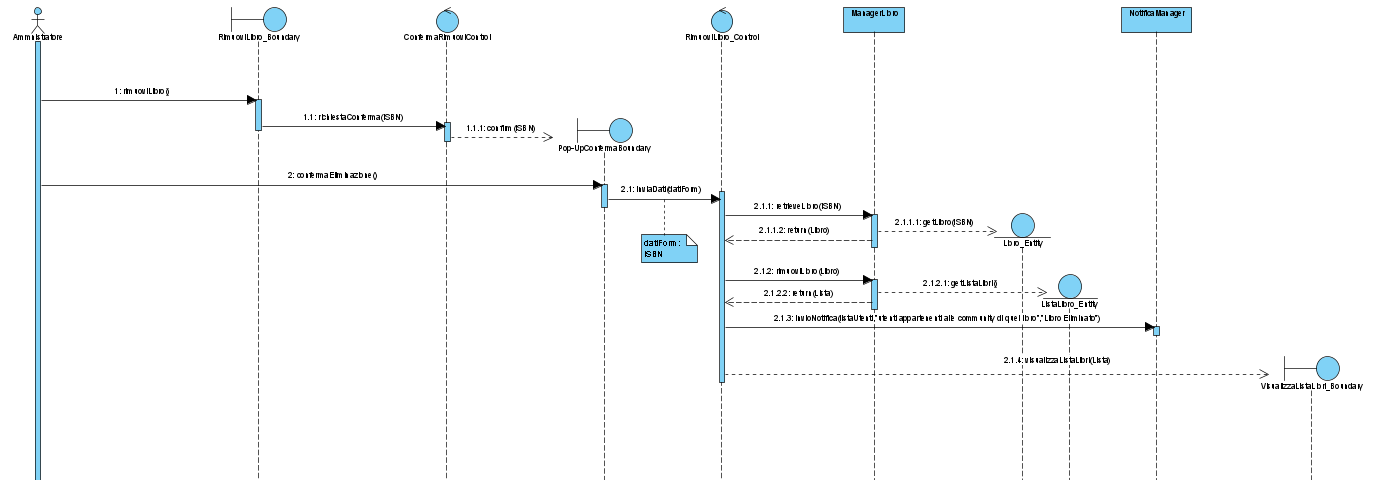 Amministratore
RimuoviLibro_Boundary
ConfermaRimuoviControl
RimuoviLibro_Control
ManagerLibro
NotificaManager
1: rimuoviLibro()
1.1: richiestaConferma(ISBN)
1.1.1: confirm(ISBN)
Pop-UpConfermaBoundary
2: confermaEliminazione()
2.1: inviaDati(datiForm)
2.1.1: retrieveLibro(ISBN)
2.1.1.1: getLibro(ISBN)
2.1.1.2: return(Libro)
datiForm:
ISBN
Libro_Entity
2.1.2: rimuoviLibro(Libro)
2.1.2.1: getListaLibri()
2.1.2.2: return(Lista)
ListaLibro_Entity
2.1.3: invioNotifica(listaUtenti,"utenti appartenenti alle community di quel libro","Libro Eliminato")
2.1.4: visualizzaListaLibri(Lista)
VisualizzaListaLibri_Boundary